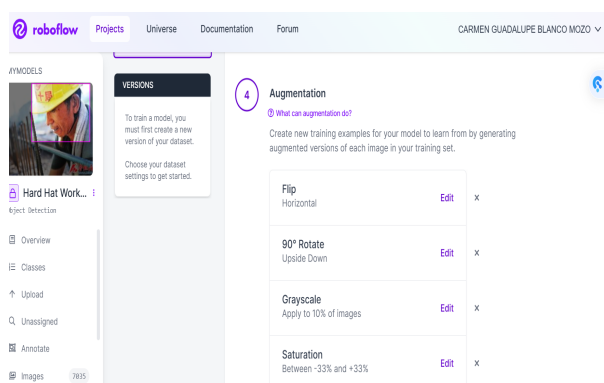 roboflow
Projects
Universe
Documentation
Forum
CARMEN GUADALUPE BLANCO MOZO
MYMODELS
Hard Hat Work...
Object Detection
Overview
Classes
Upload
Unassigned
Annotate
Images 7035
VERSIONS
To train a model, you
must first create a new
version of your dataset.
Choose your dataset
settings to get started.
4 Augmentation
What can augmentation do?
Create new training examples for your model to learn from by generating
augmented versions of each image in your training set.
Flip
Horizontal
Edit x
90° Rotate
Upside Down
Edit x
Grayscale
Apply to 10% of images
Edit x
Saturation
Between -33% and +33%
Edit x